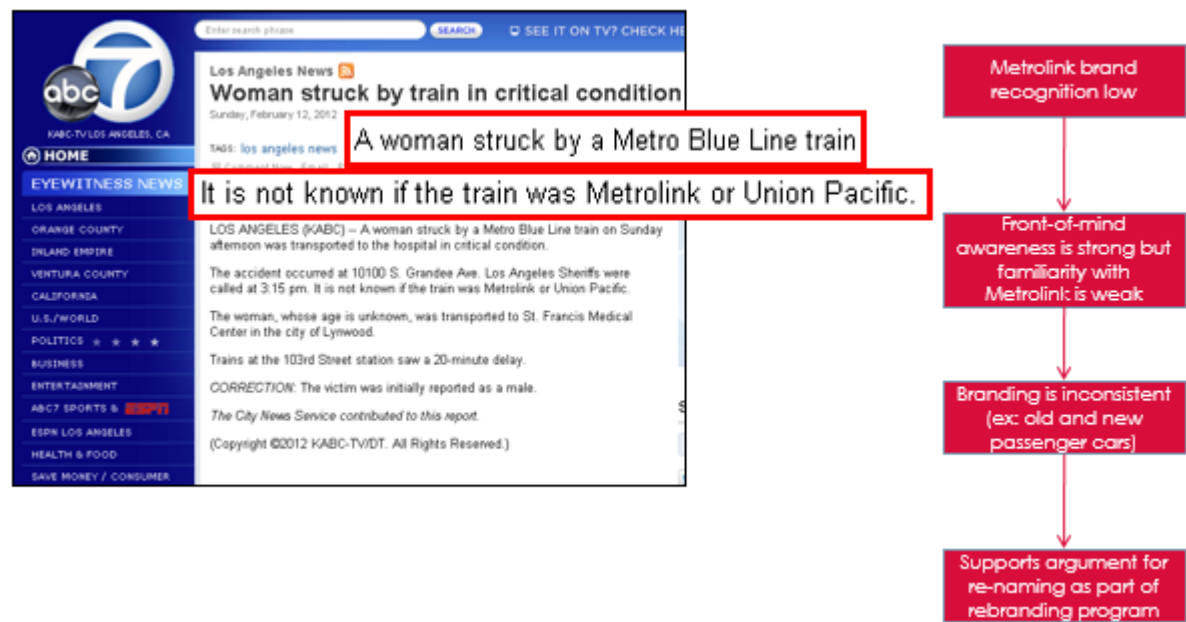 Enter search phrase
SEARCH
SEE IT ON TV? CHECK HE
abc
7
KABC-TV LOS ANGELES, CA
HOME
EYEWITNESS NEWS
LOS ANGELES
ORANGE COUNTY
INLAND EMPIRE
VENTURA COUNTY
CALIFORNIA
U.S./WORLD
POLITICS
BUSINESS
ENTERTAINMENT
ABC7 SPORTS & ESPN
ESPN LOS ANGELES
HEALTH & FOOD
SAVE MONEY / CONSUMER
Los Angeles News
Woman struck by train in critical condition
Sunday, February 12, 2012
TAGS: los angeles news
A woman struck by a Metro Blue Line train
It is not known if the train was Metrolink or Union Pacific.
LOS ANGELES (KABC) -- A woman struck by a Metro Blue Line train on Sunday
afternoon was transported to the hospital in critical condition.
The accident occurred at 10100 S. Grandee Ave. Los Angeles Sheriffs were
called at 3:15 pm. It is not known if the train was Metrolink or Union Pacific.
The woman, whose age is unknown, was transported to St. Francis Medical
Center in the city of Lynwood.
Trains at the 103rd Street station saw a 20-minute delay.
CORRECTION: The victim was initially reported as a male.
The City News Service contributed to this report.
(Copyright ©2012 KABC-TV/DT. All Rights Reserved.)
Metrolink brand
recognition low
Front-of-mind
awareness is strong but
familiarity with
Metrolink is weak
Branding is inconsistent
(ex: old and new
passenger cars)
Supports argument for
re-naming as part of
rebranding program